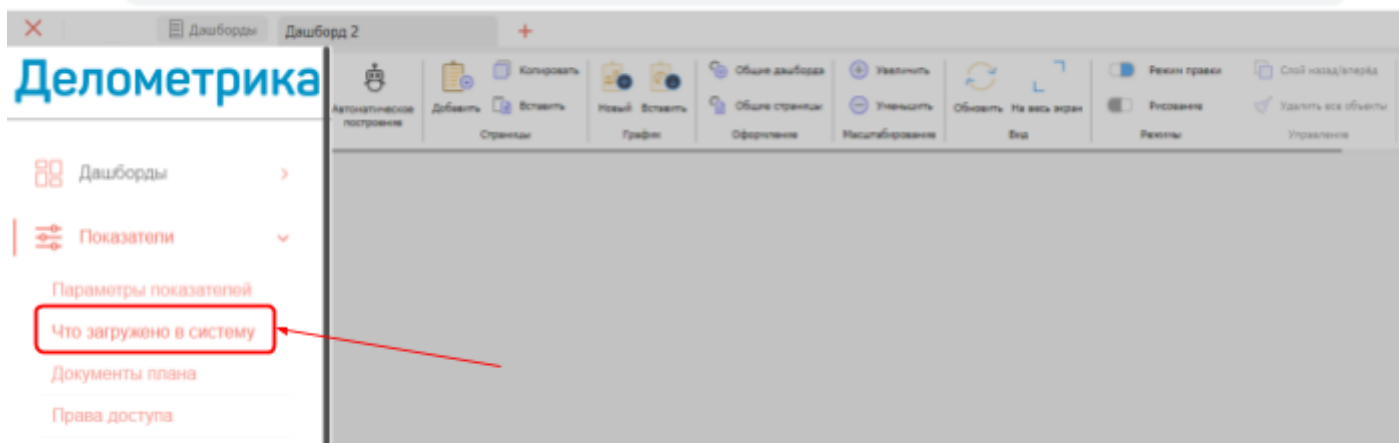 Дашборды Дашборд 2
Делометрика
Автоматическое построение
Добавить
Копировать
Вставить
Страницы
Новый Вставить
График
Общие дашборда
Общие страницы
Оформление
Увеличить
Уменьшить
Масштабирование
Обновить На весь экран
Вид
Режим правки
Рисование
Режимы
Слой назад/вперёд
Удалить все объекты
Управление
Дашборды
Показатели
Параметры показателей
Что загружено в систему
Документы плана
Права доступа